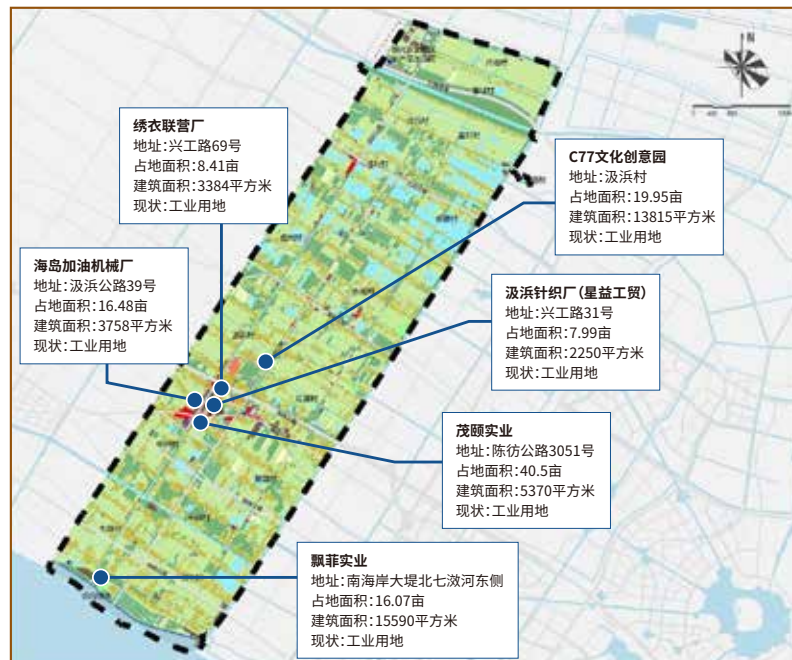 N
绣衣联营厂
地址:兴工路69号
占地面积:8.41亩
建筑面积:3384平方米
现状:工业用地
C77文化创意园
地址:汲浜村
占地面积:19.95亩
建筑面积:13815平方米
现状:工业用地
海岛加油机械厂
地址:汲浜公路39号
占地面积:16.48亩
建筑面积:3758平方米
现状:工业用地
汲浜针织厂(星益工贸)
地址:兴工路31号
占地面积:7.99亩
建筑面积:2250平方米
现状:工业用地
茂颐实业
地址:陈彷公路3051号
占地面积:40.5亩
建筑面积:5370平方米
现状:工业用地
飘菲实业
地址:南海岸大堤北七滧河东侧
占地面积:16.07亩
建筑面积:15590平方米
现状:工业用地